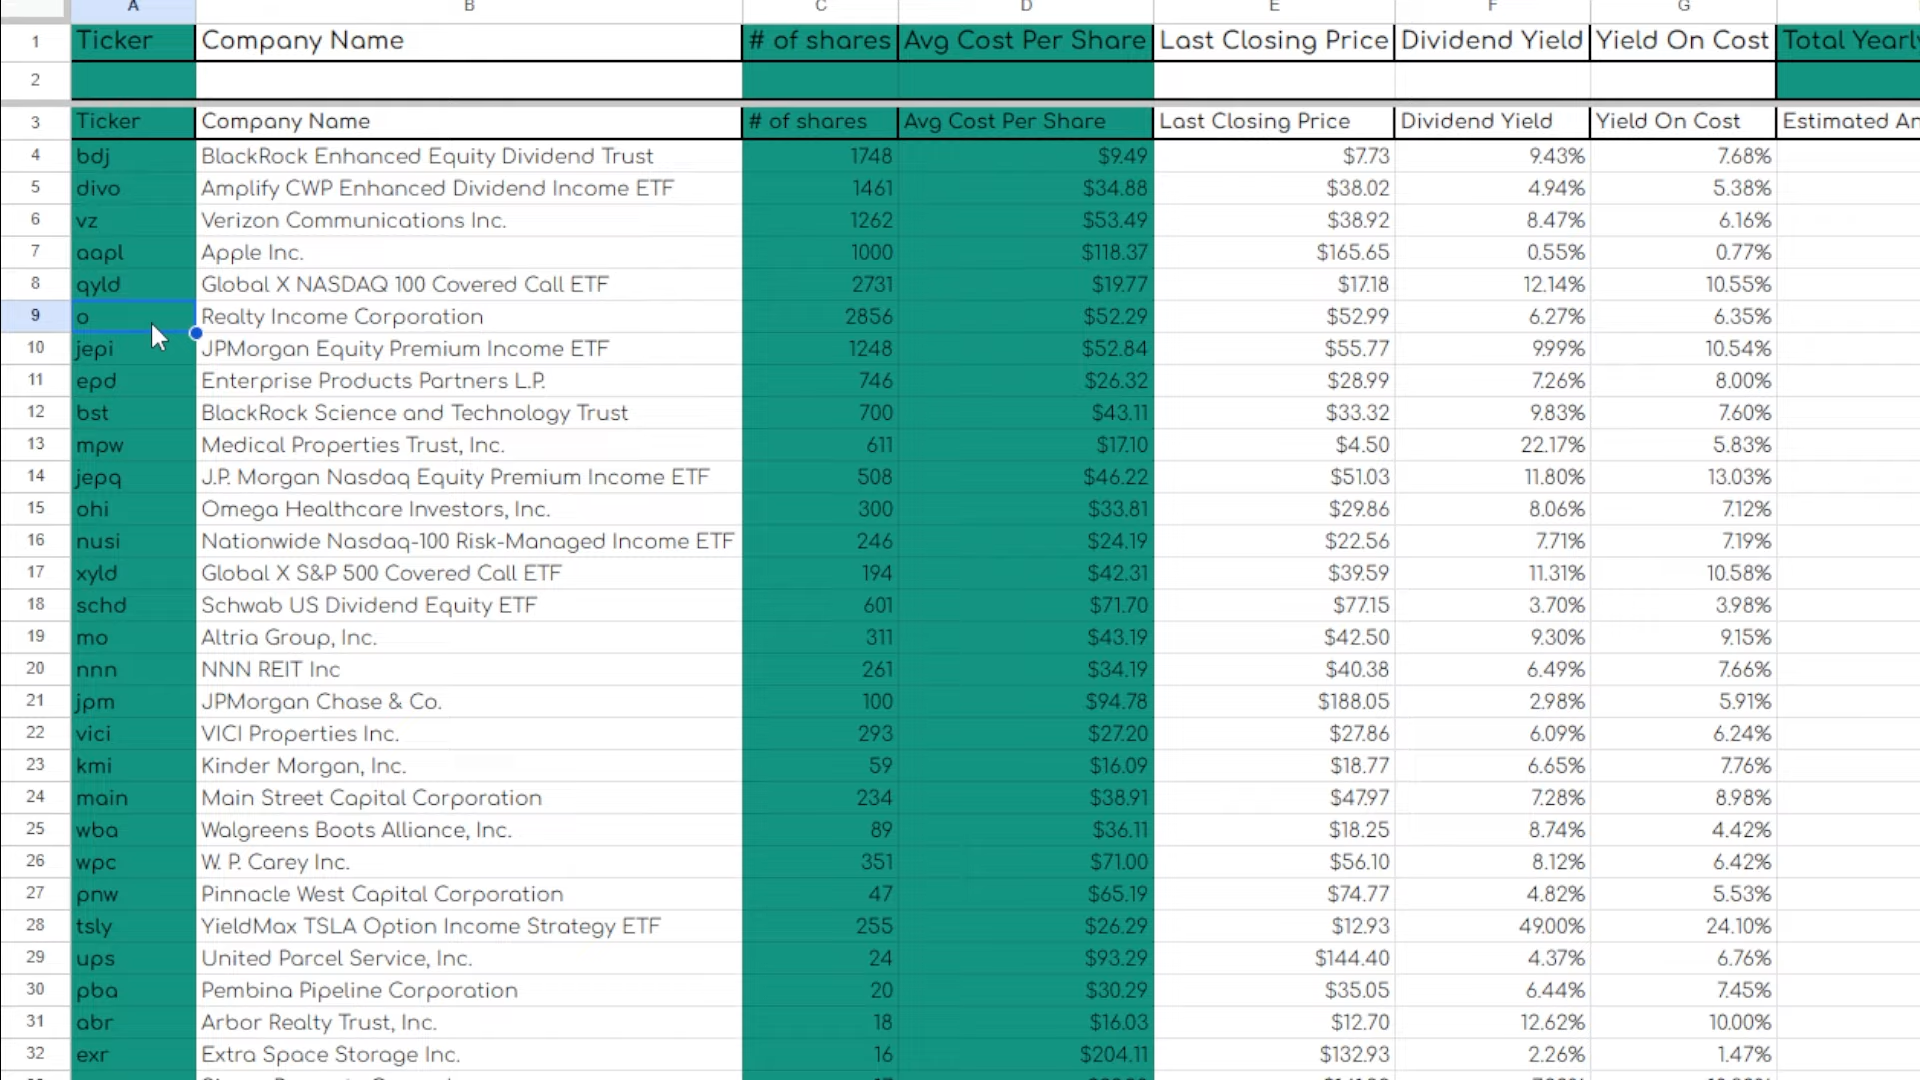 A B C D E F G
1 Ticker Company Name # of shares Avg Cost Per Share Last Closing Price Dividend Yield Yield On Cost Total Yearly
2
3 Ticker Company Name # of shares Avg Cost Per Share Last Closing Price Dividend Yield Yield On Cost Estimated An
4 bdj BlackRock Enhanced Equity Dividend Trust 1748 $9.49 $7.73 9.43% 7.68%
5 divo Amplify CWP Enhanced Dividend Income ETF 1461 $34.88 $38.02 4.94% 5.38%
6 vz Verizon Communications Inc. 1262 $53.49 $38.92 8.47% 6.16%
7 aapl Apple Inc. 1000 $118.37 $165.65 0.55% 0.77%
8 qyld Global X NASDAQ 100 Covered Call ETF 2731 $19.77 $17.18 12.14% 10.55%
9 o Realty Income Corporation 2856 $52.29 $52.99 6.27% 6.35%
10 jepi JPMorgan Equity Premium Income ETF 1248 $52.84 $55.77 9.99% 10.54%
11 epd Enterprise Products Partners L.P. 746 $26.32 $28.99 7.26% 8.00%
12 bst BlackRock Science and Technology Trust 700 $43.11 $33.32 9.83% 7.60%
13 mpw Medical Properties Trust, Inc. 611 $17.10 $4.50 22.17% 5.83%
14 jepq J.P. Morgan Nasdaq Equity Premium Income ETF 508 $46.22 $51.03 11.80% 13.03%
15 ohi Omega Healthcare Investors, Inc. 300 $33.81 $29.86 8.06% 7.12%
16 nusi Nationwide Nasdaq-100 Risk-Managed Income ETF 246 $24.19 $22.56 7.71% 7.19%
17 xyld Global X S&P 500 Covered Call ETF 194 $42.31 $39.59 11.31% 10.58%
18 schd Schwab US Dividend Equity ETF 601 $71.70 $77.15 3.70% 3.98%
19 mo Altria Group, Inc. 311 $43.19 $42.50 9.30% 9.15%
20 nnn NNN REIT Inc 261 $34.19 $40.38 6.49% 7.66%
21 jpm JPMorgan Chase & Co. 100 $94.78 $188.05 2.98% 5.91%
22 vici VICI Properties Inc. 293 $27.20 $27.86 6.09% 6.24%
23 kmi Kinder Morgan, Inc. 59 $16.09 $18.77 6.65% 7.76%
24 main Main Street Capital Corporation 234 $38.91 $47.97 7.28% 8.98%
25 wba Walgreens Boots Alliance, Inc. 89 $36.11 $18.25 8.74% 4.42%
26 wpc W. P. Carey Inc. 351 $71.00 $56.10 8.12% 6.42%
27 pnw Pinnacle West Capital Corporation 47 $65.19 $74.77 4.82% 5.53%
28 tsly YieldMax TSLA Option Income Strategy ETF 255 $26.29 $12.93 49.00% 24.10%
29 ups United Parcel Service, Inc. 24 $93.29 $144.40 4.37% 6.76%
30 pba Pembina Pipeline Corporation 20 $30.29 $35.05 6.44% 7.45%
31 abr Arbor Realty Trust, Inc. 18 $16.03 $12.70 12.62% 10.00%
32 exr Extra Space Storage Inc. 16 $204.11 $132.93 2.26% 1.47%